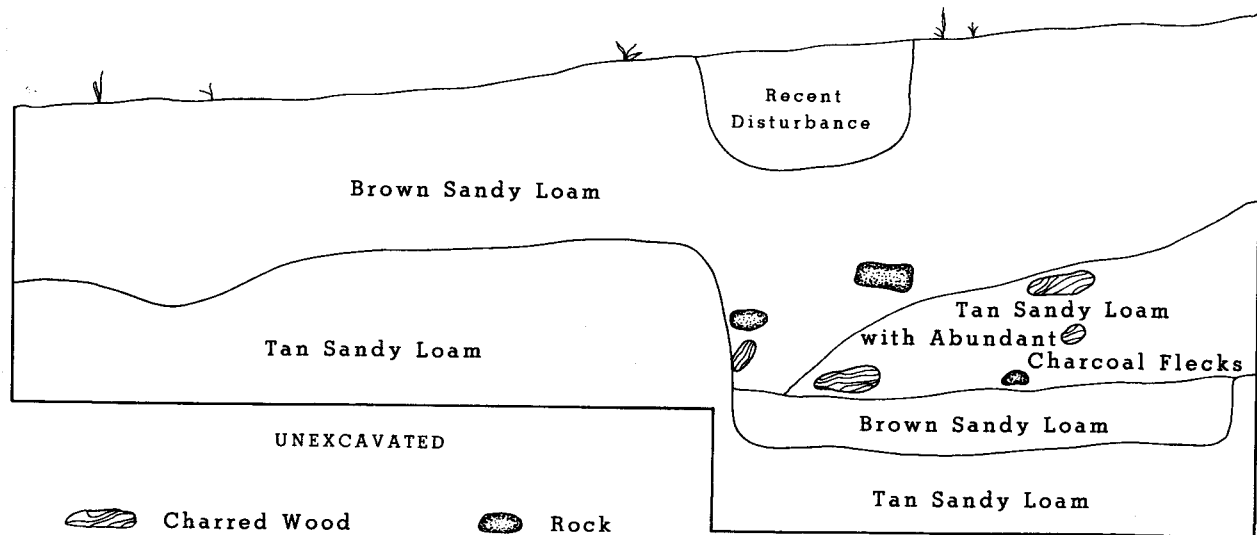 Recent
Disturbance
Brown Sandy Loam
Tan Sandy Loam
Tan Sandy Loam
with Abundant
Charcoal Flecks
Brown Sandy Loam
UNEXCAVATED
Tan Sandy Loam
Charred Wood
Rock